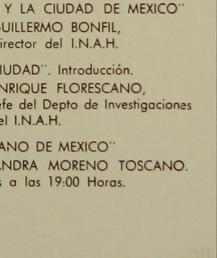 Y LA CIUDAD DE MEXICO"
GUILLERMO BONFIL,
irector del I.N.A.H.
IUDAD". Introducción.
NRIQUE FLORESCANO,
efe del Depto de Investigaciones
el I.N.A.H.
ANO DE MEXICO"
ANDRA MORENO TOSCANO.
s a las 19:00 Horas.